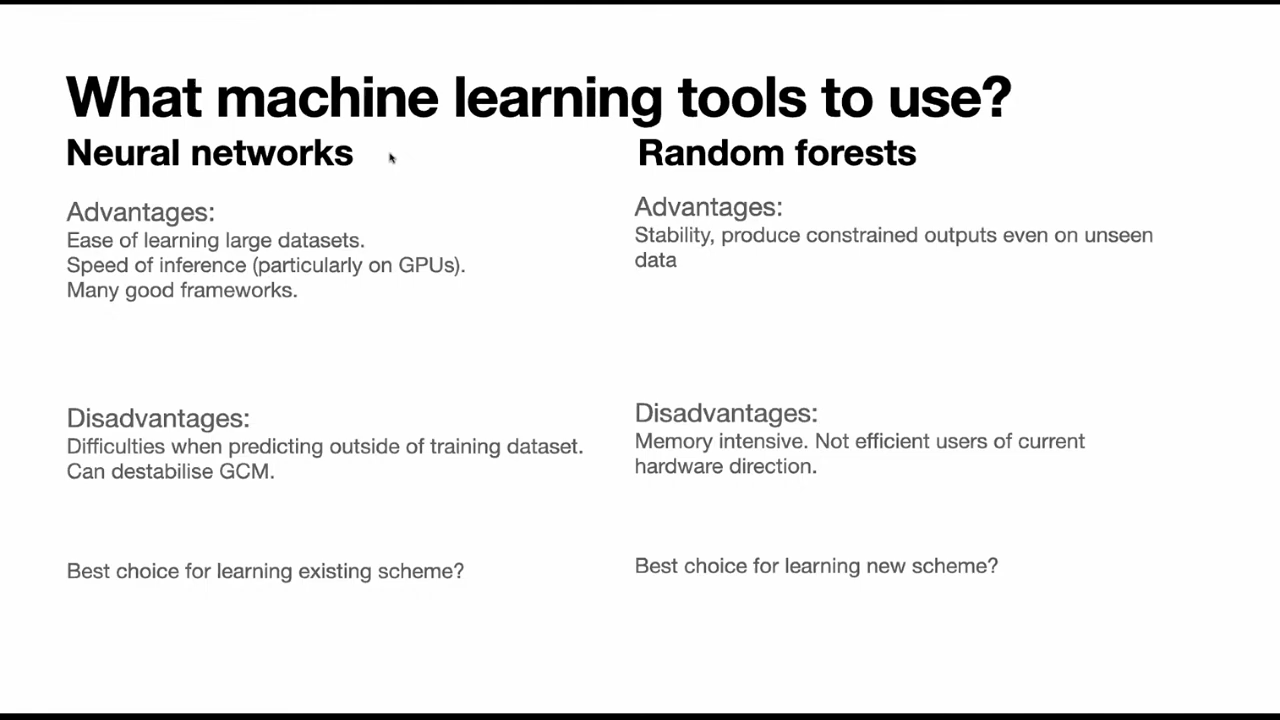 What machine learning tools to use?
Neural networks
Advantages:
Ease of learning large datasets.
Speed of inference (particularly on GPUs).
Many good frameworks.
Disadvantages:
Difficulties when predicting outside of training dataset.
Can destabilise GCM.
Best choice for learning existing scheme?
Random forests
Advantages:
Stability, produce constrained outputs even on unseen
data
Disadvantages:
Memory intensive. Not efficient users of current
hardware direction.
Best choice for learning new scheme?